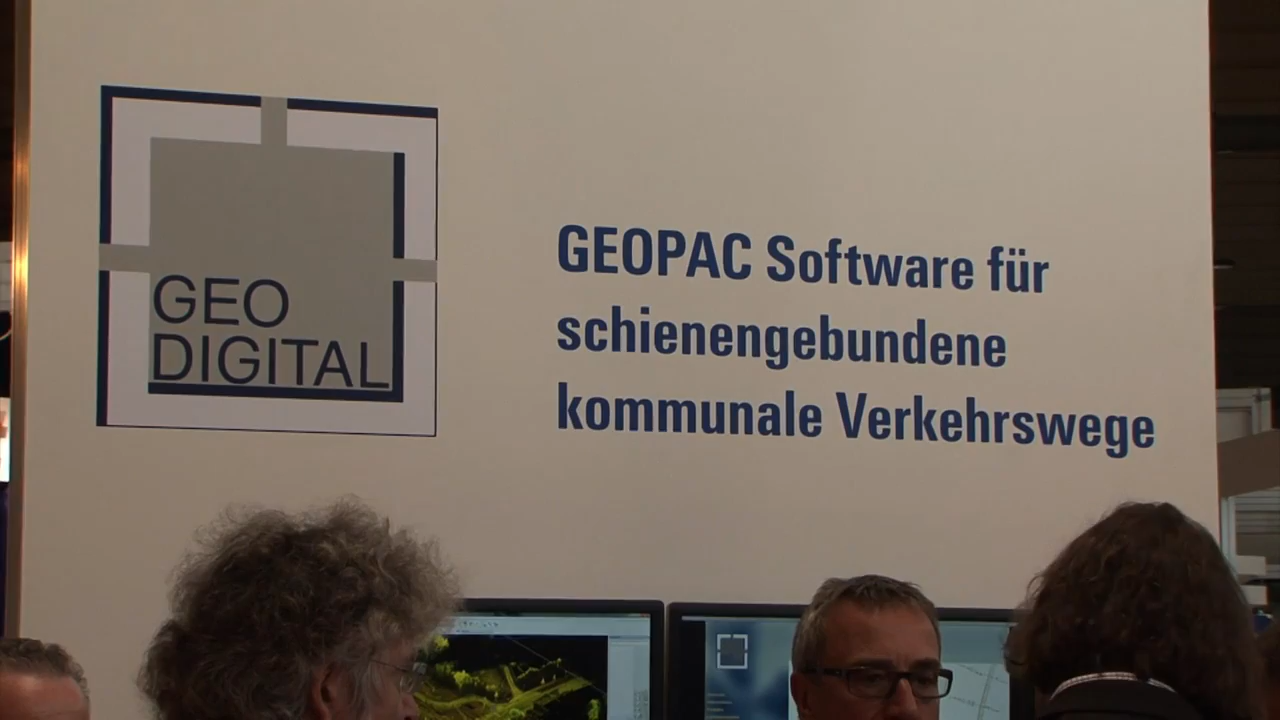 GEO
DIGITAL
GEOPAC Software für
schienengebundene
kommunale Verkehrswege